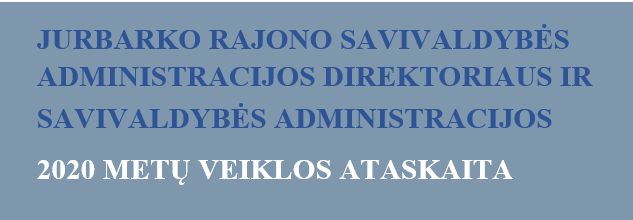 JURBARKO RAJONO SAVIVALDYBĖS
ADMINISTRACIJOS DIREKTORIAUS IR
SAVIVALDYBĖS ADMINISTRACIJOS
2020 METŲ VEIKLOS ATASKAITA